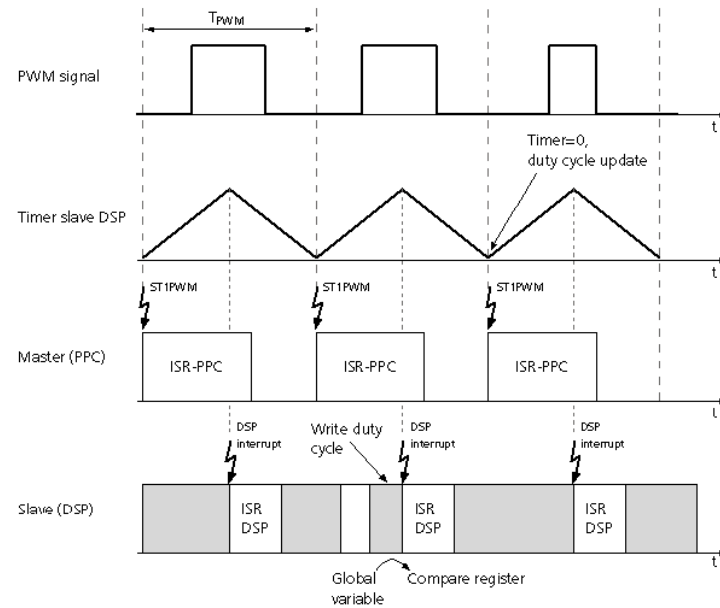 T_PWM
PWM signal
t
Timer=0,
duty cycle update
Timer slave DSP
t
ST1PWM
ST1PWM
ST1PWM
Master (PPC)
ISR-PPC
ISR-PPC
ISR-PPC
t
DSP
interrupt
Write duty
cycle
DSP
interrupt
DSP
interrupt
Slave (DSP)
ISR
DSP
ISR
DSP
ISR
DSP
t
Global
variable
Compare register